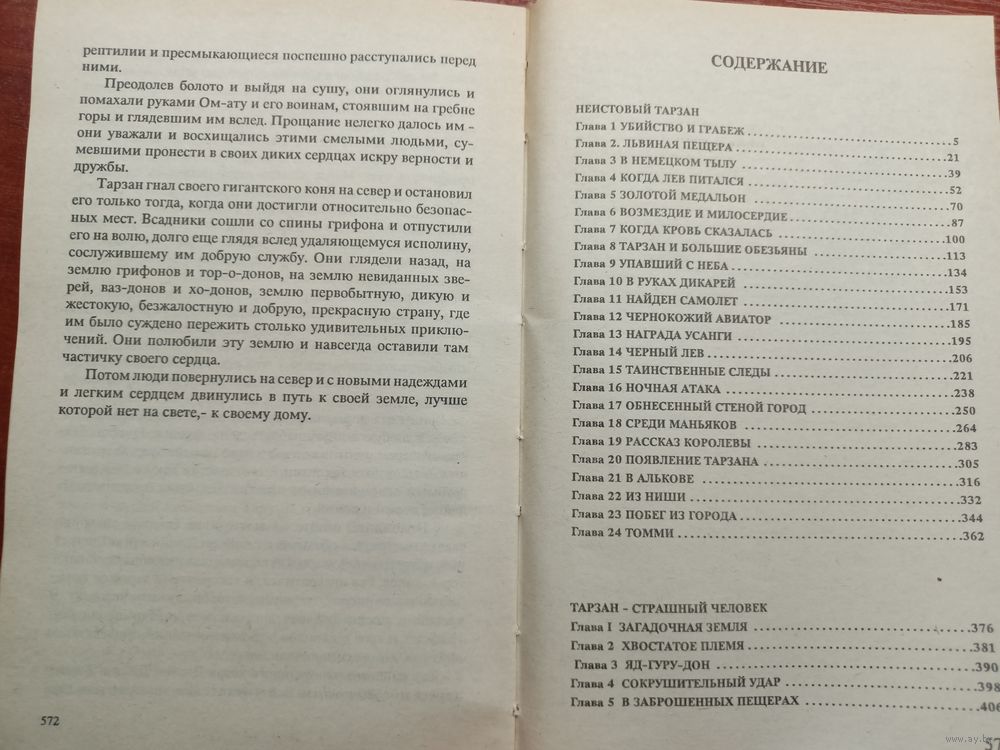 рептилии и пресмыкающиеся поспешно расступались перед
ними.
Преодолев болото и выйдя на сушу, они оглянулись и
помахали руками Ом-ату и его воинам, стоявшим на гребне
горы и глядевшим им вслед. Прощание нелегко далось им -
они уважали и восхищались этими смелыми людьми, су-
мевшими пронести в своих диких сердцах искру верности и
дружбы.
Тарзан гнал своего гигантского коня на север и остановил
его только тогда, когда они достигли относительно безопас-
ных мест. Всадники сошли со спины грифона и отпустили
его на волю, долго еще глядя вслед удаляющемуся исполину,
сослужившему им добрую службу. Они глядели назад, на
землю грифонов и тор-о-донов, на землю невиданных зве-
рей, ваз-донов и хо-донов, землю первобытную, дикую и
жестокую, безжалостную и добрую, прекрасную страну, где
им было суждено пережить столько удивительных приклю-
чений. Они полюбили эту землю и навсегда оставили там
частичку своего сердца.
Потом люди повернулись на север и с новыми надеждами
и легким сердцем двинулись в путь к своей земле, лучше
которой нет на свете,- к своему дому.
572
СОДЕРЖАНИЕ
НЕИСТОВЫЙ ТАРЗАН
Глава 1 УБИЙСТВО И ГРАБЕЖ 5
Глава 2. ЛЬВИНАЯ ПЕЩЕРА 21
Глава 3 В НЕМЕЦКОМ ТЫЛУ 39
Глава 4 КОГДА ЛЕВ ПИТАЛСЯ 52
Глава 5 ЗОЛОТОЙ МЕДАЛЬОН 70
Глава 6 ВОЗМЕЗДИЕ И МИЛОСЕРДИЕ 87
Глава 7 КОГДА КРОВЬ СКАЗАЛАСЬ 100
Глава 8 ТАРЗАН И БОЛЬШИЕ ОБЕЗЬЯНЫ 113
Глава 9 УПАВШИЙ С НЕБА 134
Глава 10 В РУКАХ ДИКАРЕЙ 153
Глава 11 НАЙДЕН САМОЛЕТ 171
Глава 12 ЧЕРНОКОЖИЙ АВИАТОР 185
Глава 13 НАГРАДА УСАНГИ 195
Глава 14 ЧЕРНЫЙ ЛЕВ 206
Глава 15 ТАИНСТВЕННЫЕ СЛЕДЫ 221
Глава 16 НОЧНАЯ АТАКА 238
Глава 17 ОБНЕСЕННЫЙ СТЕНОЙ ГОРОД 250
Глава 18 СРЕДИ МАНЬЯКОВ 264
Глава 19 РАССКАЗ КОРОЛЕВЫ 283
Глава 20 ПОЯВЛЕНИЕ ТАРЗАНА 305
Глава 21 В АЛЬКОВЕ 316
Глава 22 ИЗ НИШИ 332
Глава 23 ПОБЕГ ИЗ ГОРОДА 344
Глава 24 ТОММИ 362
ТАРЗАН - СТРАШНЫЙ ЧЕЛОВЕК
Глава I ЗАГАДОЧНАЯ ЗЕМЛЯ 376
Глава 2 ХВОСТАТОЕ ПЛЕМЯ 381
Глава 3 ЯД-ГУРУ-ДОН 390
Глава 4 СОКРУШИТЕЛЬНЫЙ УДАР 398
Глава 5 В ЗАБРОШЕННЫХ ПЕЩЕРАХ 406